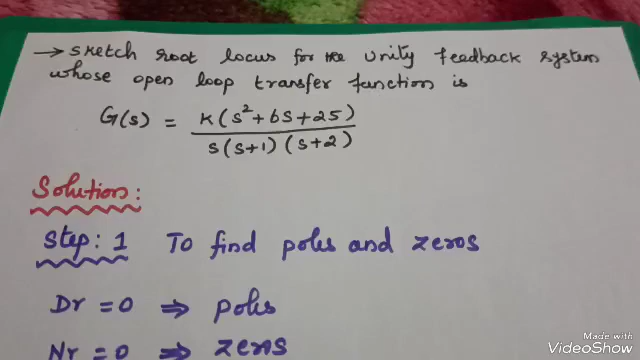 → sketch root locus for the unity feedback system
whose open loop transfer function is
G(s) = K(s²+6s+25)
s(s+1)(s+2)
Solution:
Step: 1 To find poles and zeros
Dr = 0 ⇒ poles
Nr = 0 ⇒ zeros
Made with
VideoShow